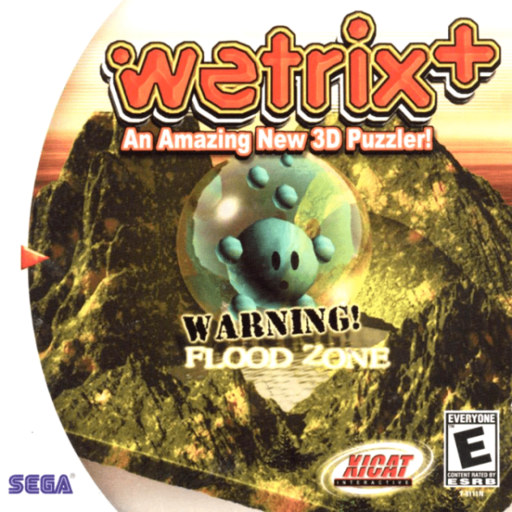 wetrix+
An Amazing New 3D Puzzler!
WARNING!
FLOOD ZONE
EVERYONE
E
CONTENT RATED BY
ESRB
XICAT
INTERACTIVE
SEGA